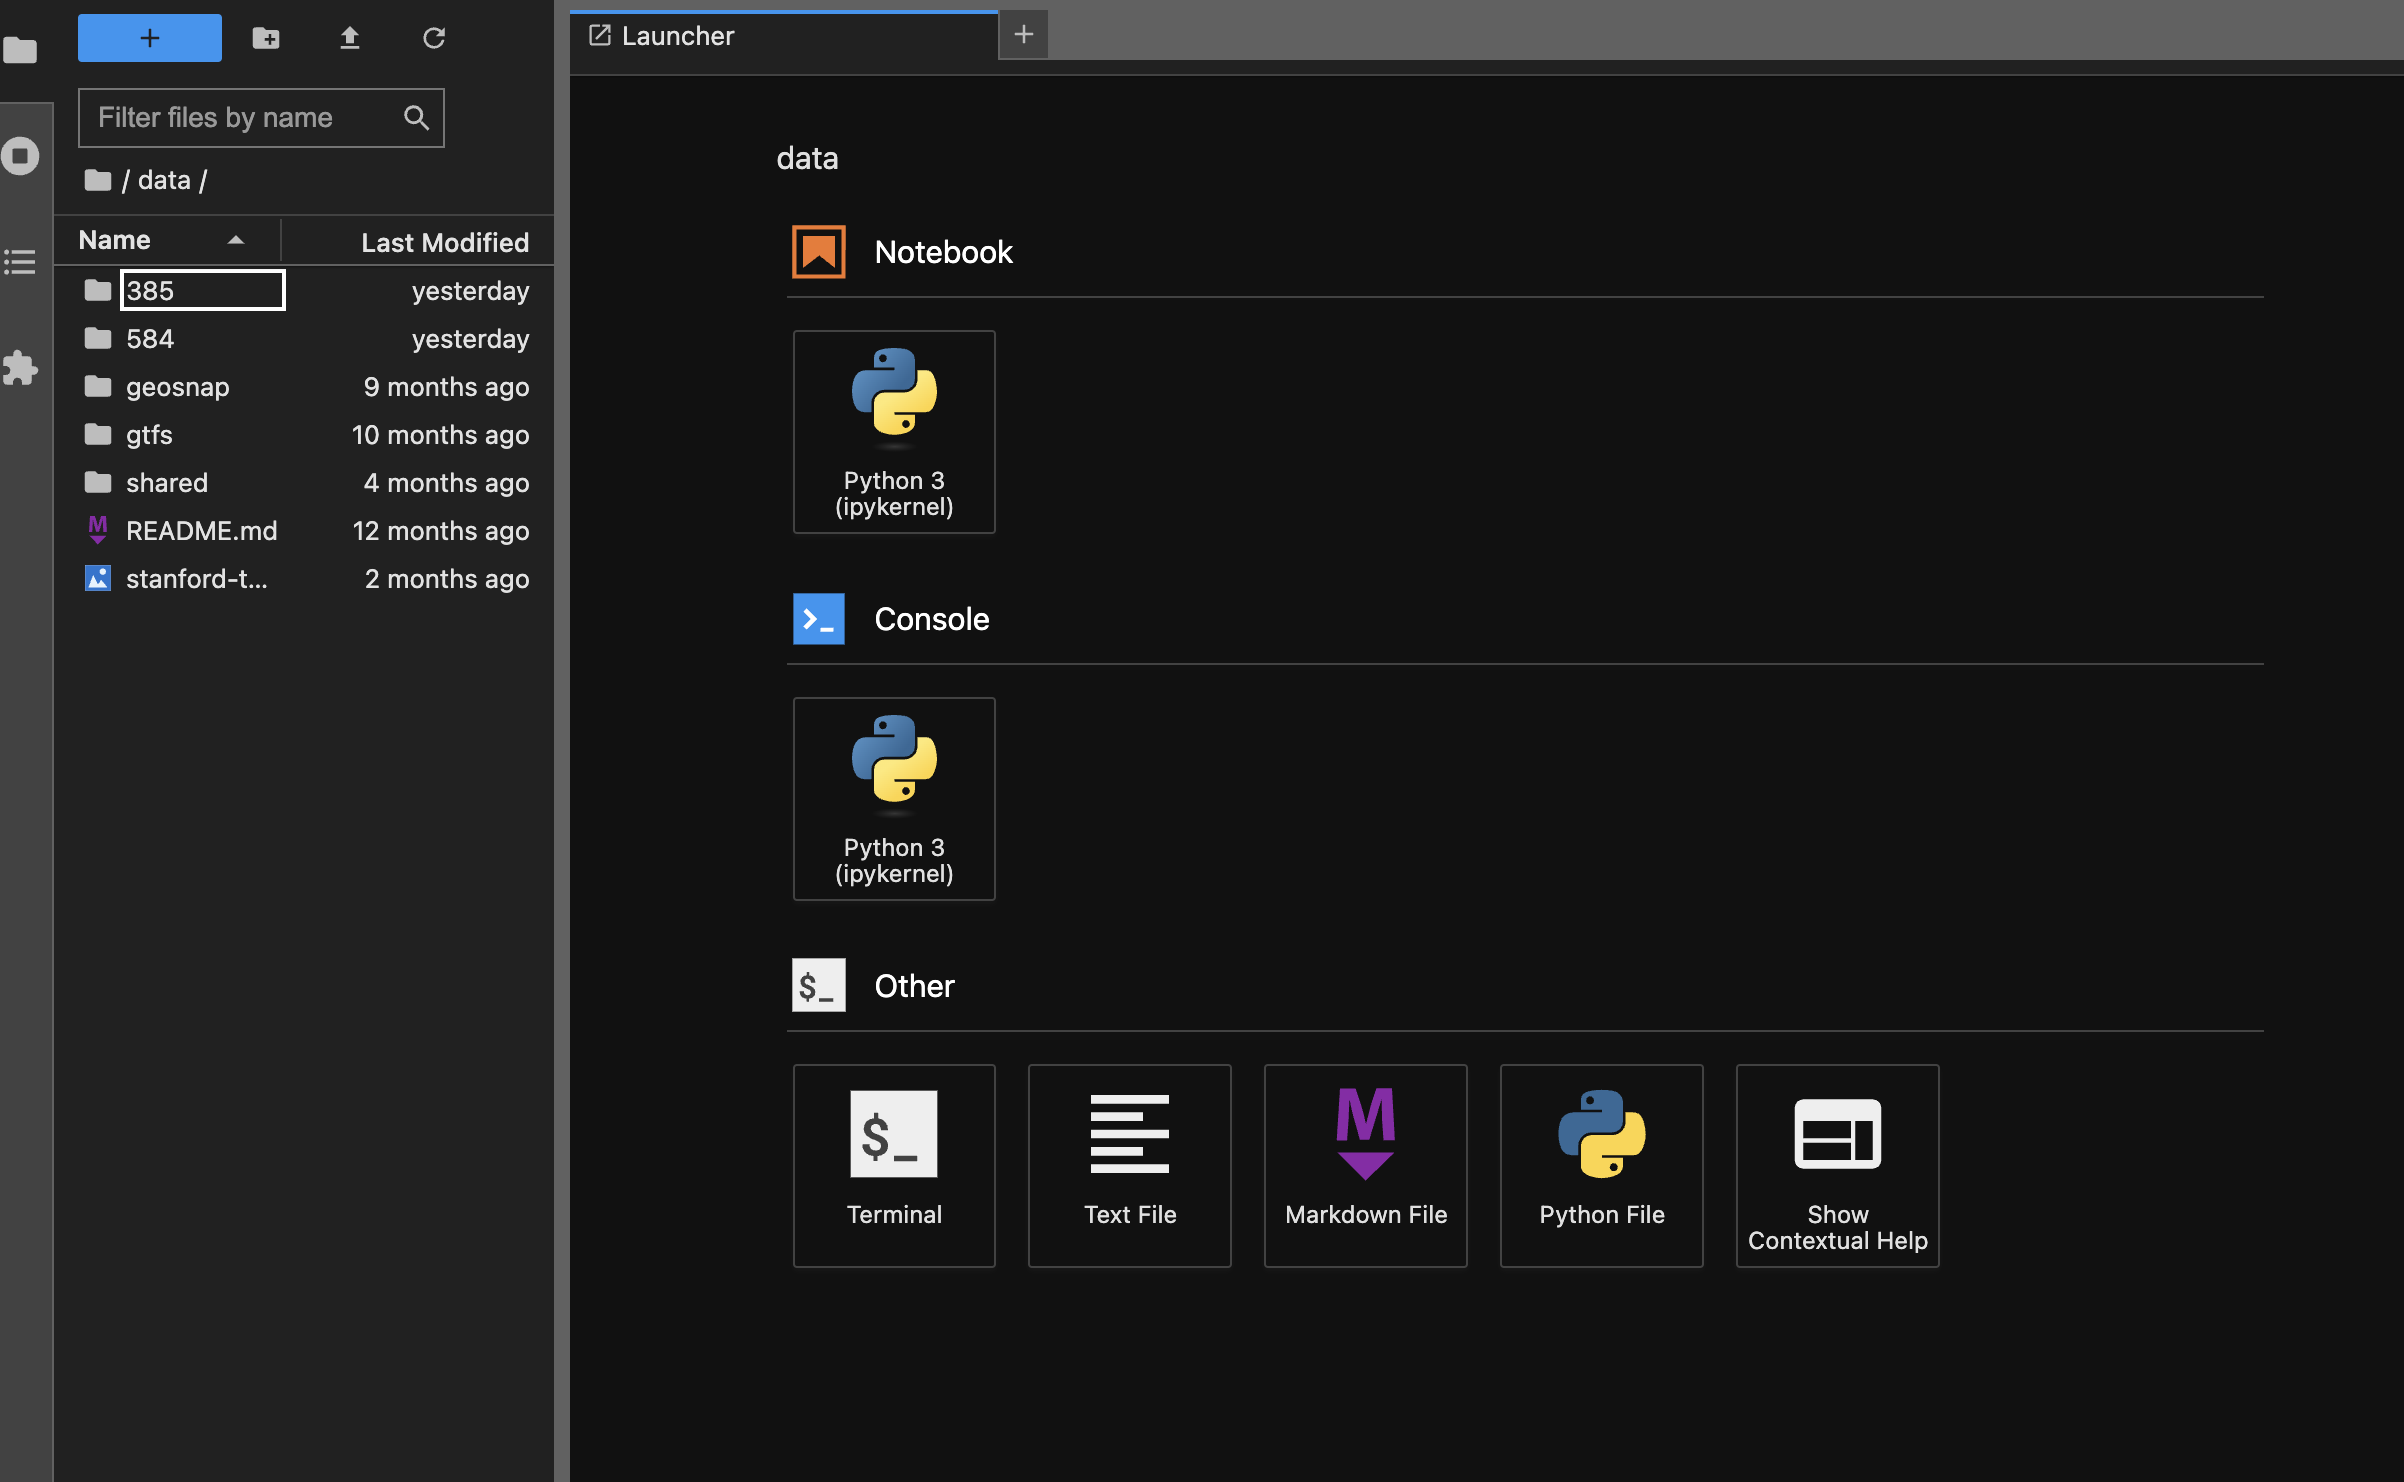 Launcher
Filter files by name
/ data /
Name Last Modified
385 yesterday
584 yesterday
geosnap 9 months ago
gtfs 10 months ago
shared 4 months ago
README.md 12 months ago
stanford-t... 2 months ago
data
Notebook
Python 3
(ipykernel)
Console
Python 3
(ipykernel)
$_ Other
$_
M
Terminal
Text File
Markdown File
Python File
Show
Contextual Help